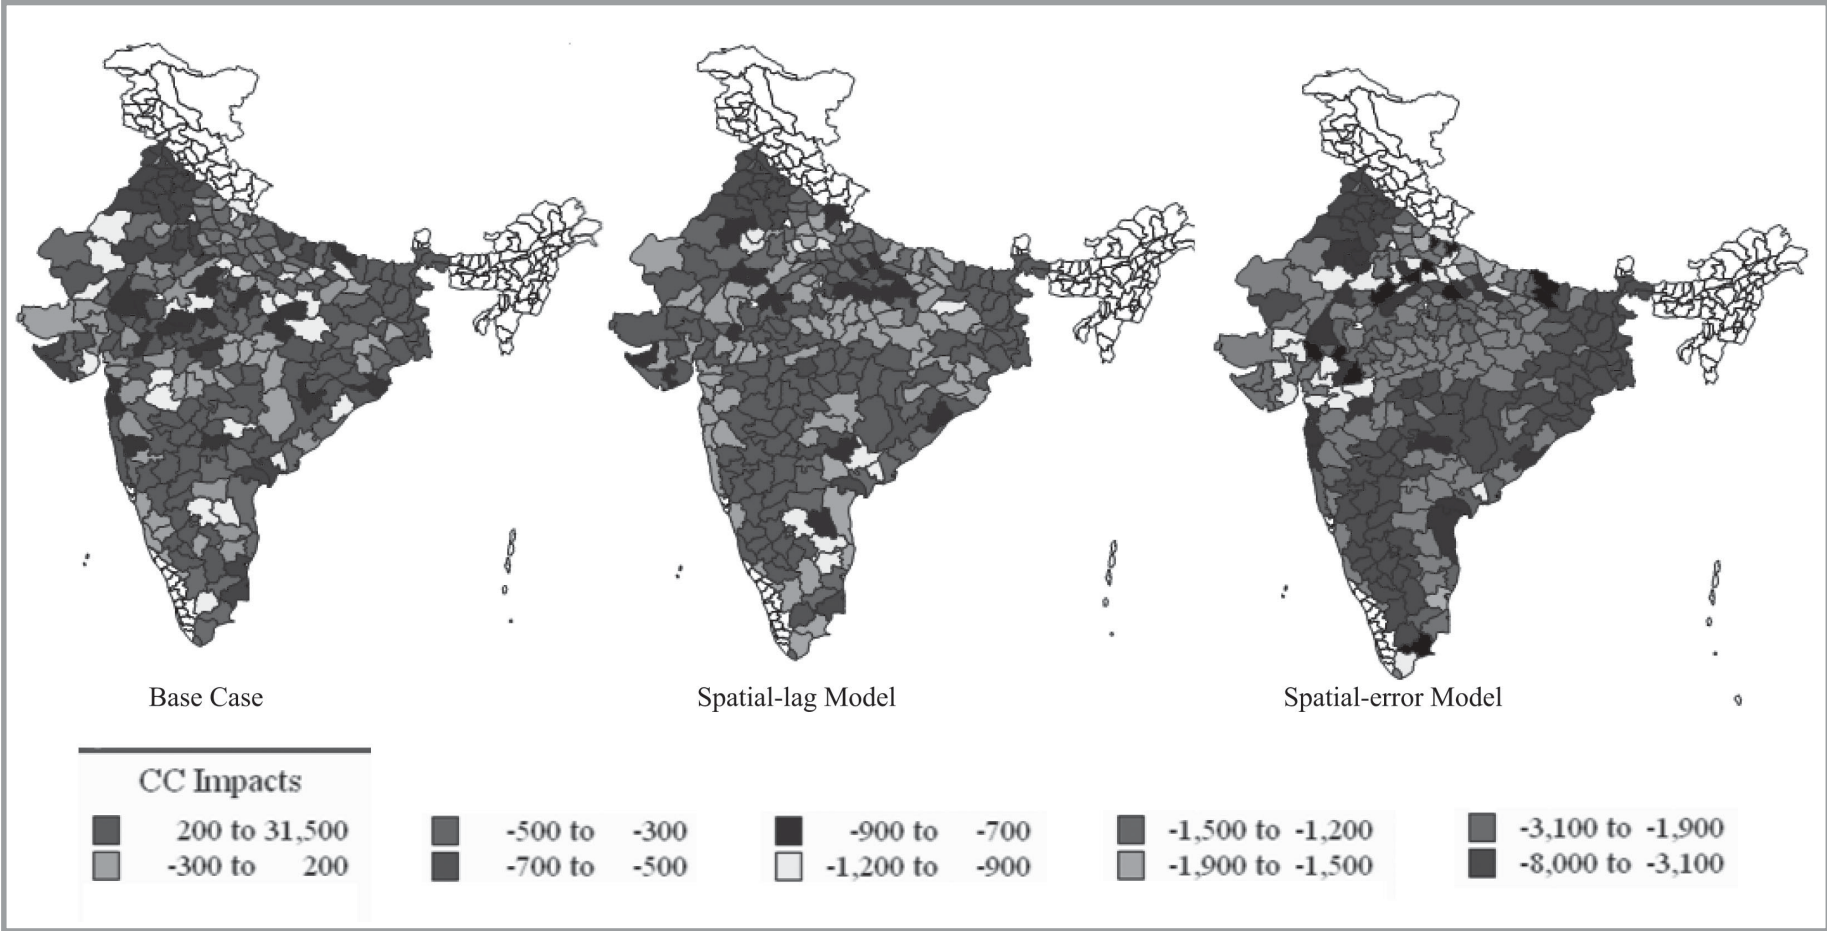 Base Case
Spatial-lag Model
Spatial-error Model
CC Impacts
200 to 31,500
-300 to 200
-500 to -300
-700 to -500
-900 to -700
-1,200 to -900
-1,500 to -1,200
-1,900 to -1,500
-3,100 to -1,900
-8,000 to -3,100